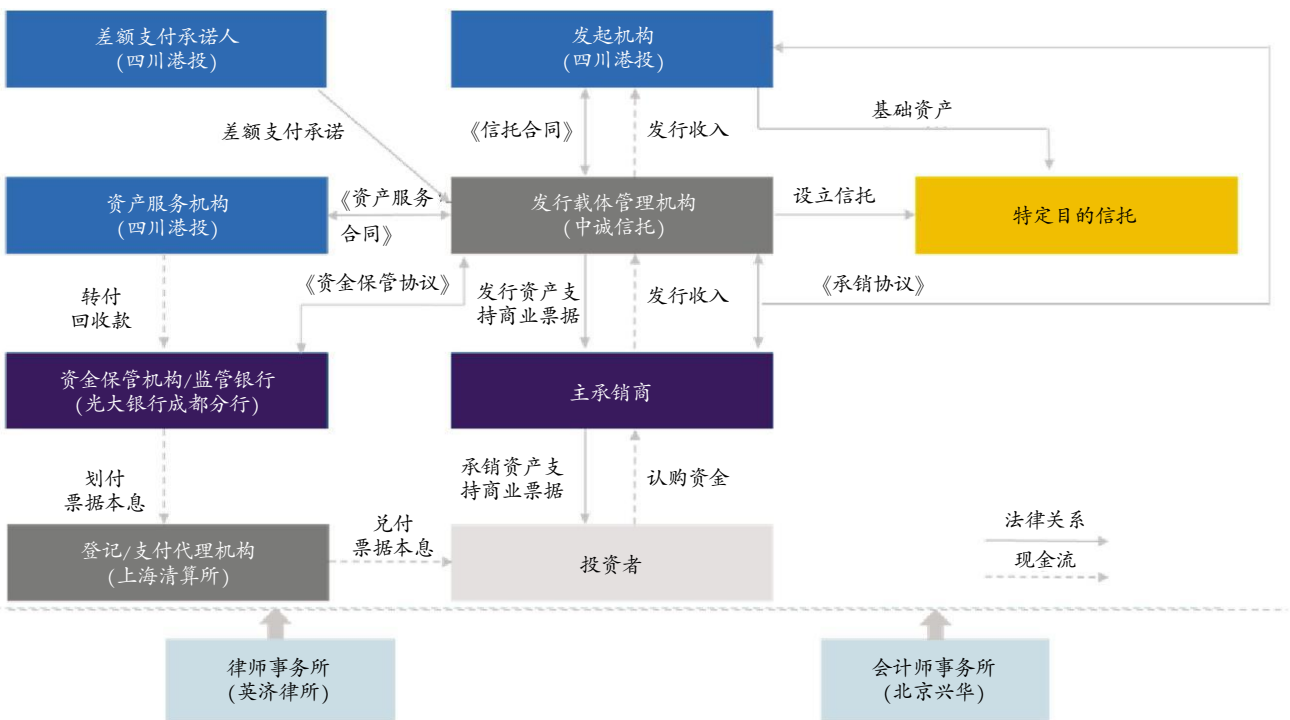 差额支付承诺人
(四川港投)
发起机构
(四川港投)
差额支付承诺
《信托合同》
发行收入
基础资产
资产服务机构
(四川港投)
《资产服务
合同》
发行载体管理机构
(中诚信托)
设立信托
特定目的信托
转付
回收款
《资金保管协议》
发行资产支
持商业票据
发行收入
《承销协议》
资金保管机构/监管银行
(光大银行成都分行)
主承销商
划付
票据本息
承销资产支
持商业票据
认购资金
登记/支付代理机构
(上海清算所)
兑付
票据本息
投资者
法律关系
现金流
律师事务所
(英济律所)
会计师事务所
(北京兴华)